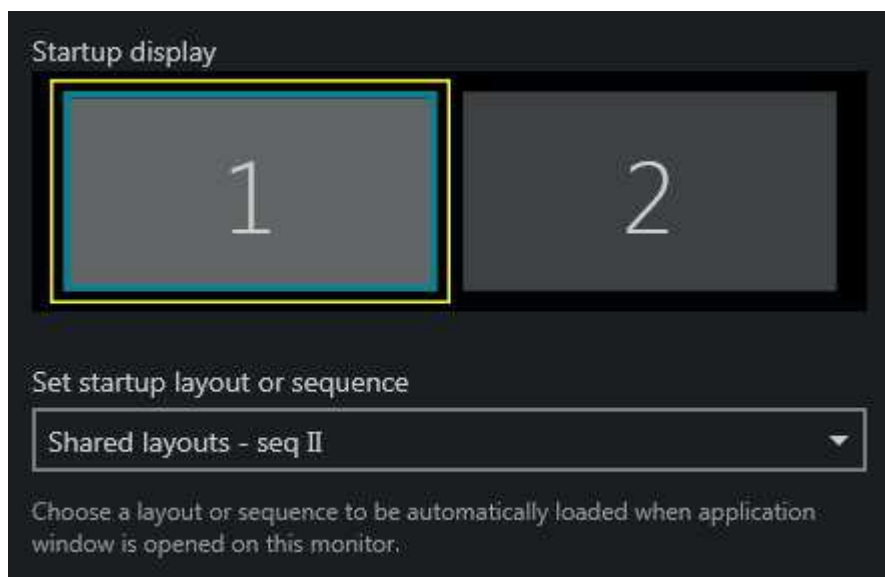 Startup display
1
2
Set startup layout or sequence
Shared layouts - seq II
Choose a layout or sequence to be automatically loaded when application
window is opened on this monitor.